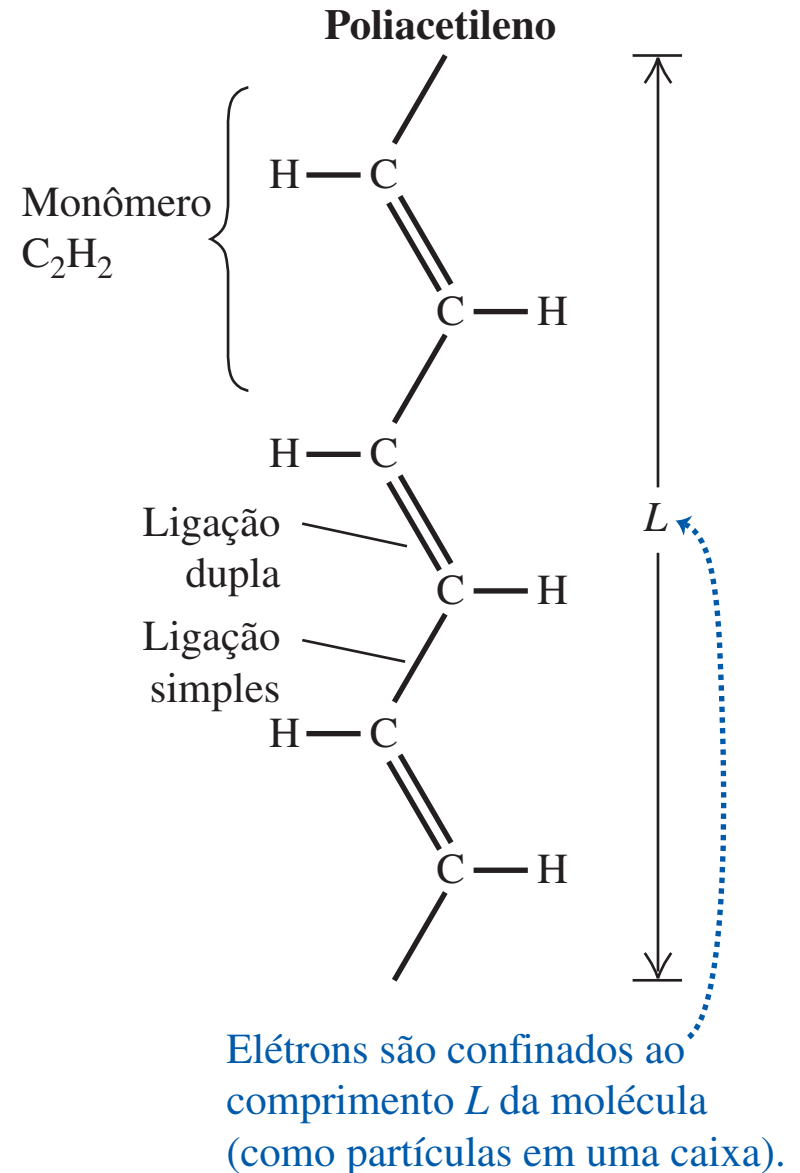 Poliacetileno
H C
Monômero
C₂H₂
C H
H C
Ligação
dupla
L
C H
Ligação
simples
H C
C H
Elétrons são confinados ao
comprimento L da molécula
(como partículas em uma caixa).